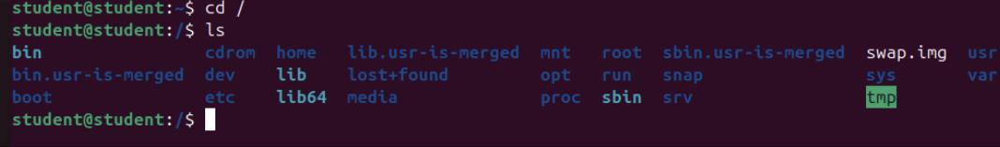 student@student:~$ cd /
student@student:/$ ls
bin cdrom home lib.usr-is-merged mnt root sbin.usr-is-merged swap.img usr
bin.usr-is-merged dev lib lost+found opt run snap sys var
boot etc lib64 media proc sbin srv tmp
student@student:/$